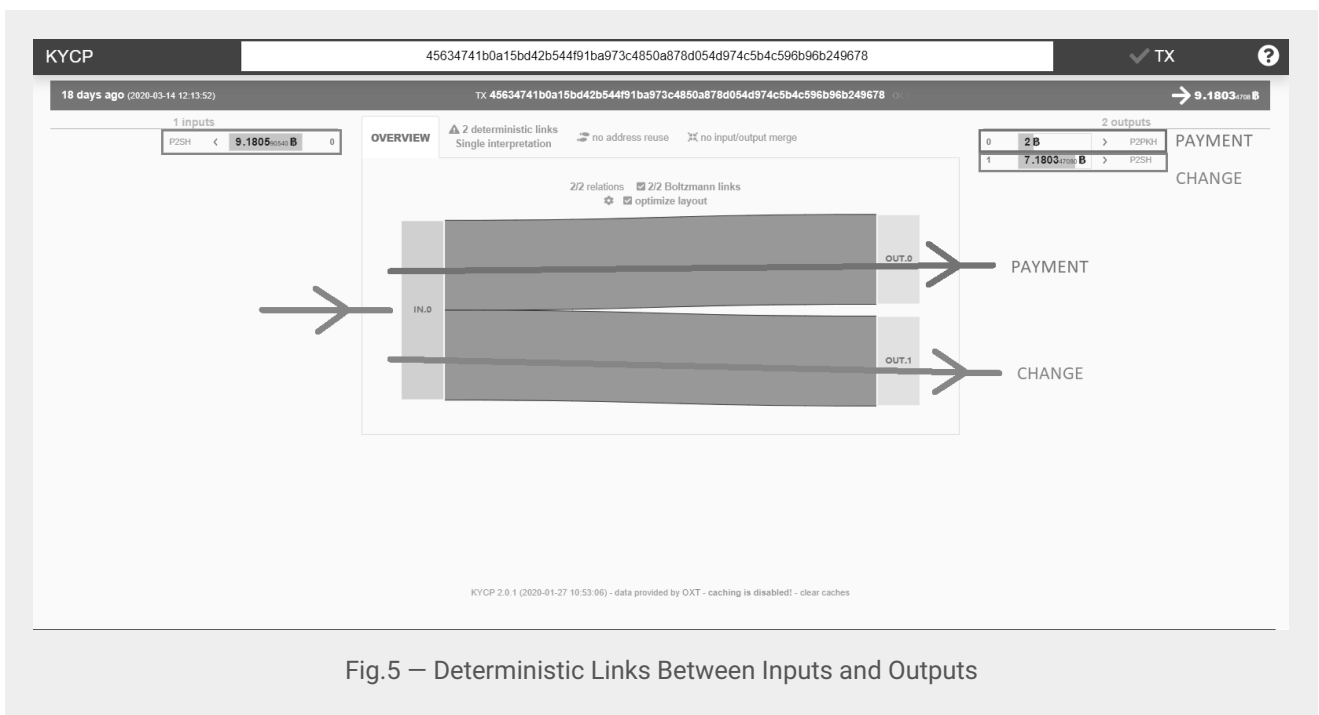 KYCP 45634741b0a15bd42b544f91ba973c4850a878d054d974c5b4c596b96b249678 TX ?
18 days ago (2020-03-14 12:13:52) TX 45634741b0a15bd42b544f91ba973c4850a878d054d974c5b4c596b96b249678 9.18034708 B
1 inputs
P2SH < 9.1805 B 0
OVERVIEW
2 deterministic links
Single interpretation
no address reuse
no input/output merge
2 outputs
0 2 B > P2PKH PAYMENT
1 7.1803 B > P2SH
CHANGE
2/2 relations 2/2 Boltzmann links
optimize layout
OUT.0
PAYMENT
IN.0
OUT.1
CHANGE
KYCP 2.0.1 (2020-01-27 10:53:06) - data provided by OXT - caching is disabled! - clear caches
Fig.5 — Deterministic Links Between Inputs and Outputs